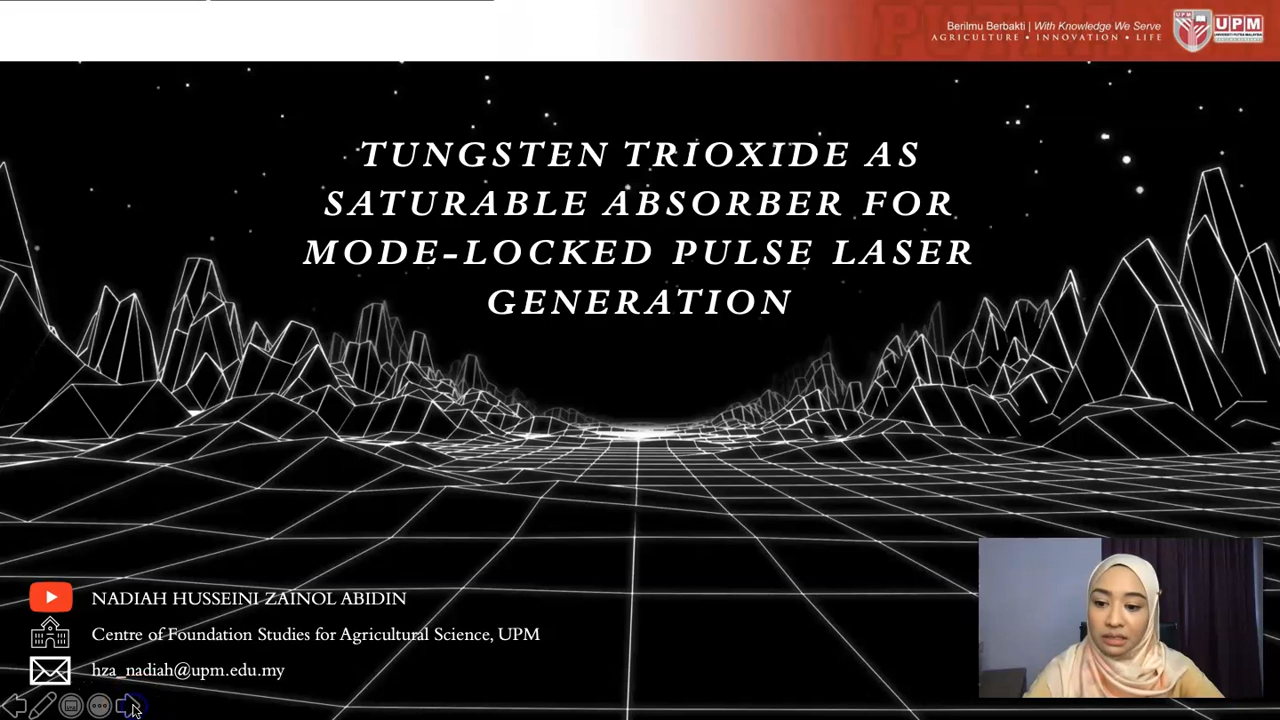 Berilmu Berbakti | With Knowledge We Serve
AGRICULTURE • INNOVATION • LIFE
UPM
TUNGSTEN TRIOXIDE AS
SATURABLE ABSORBER FOR
MODE-LOCKED PULSE LASER
GENERATION
NADIAH HUSSEINI ZAINOL ABIDIN
Centre of Foundation Studies for Agricultural Science, UPM
hza_nadiah@upm.edu.my